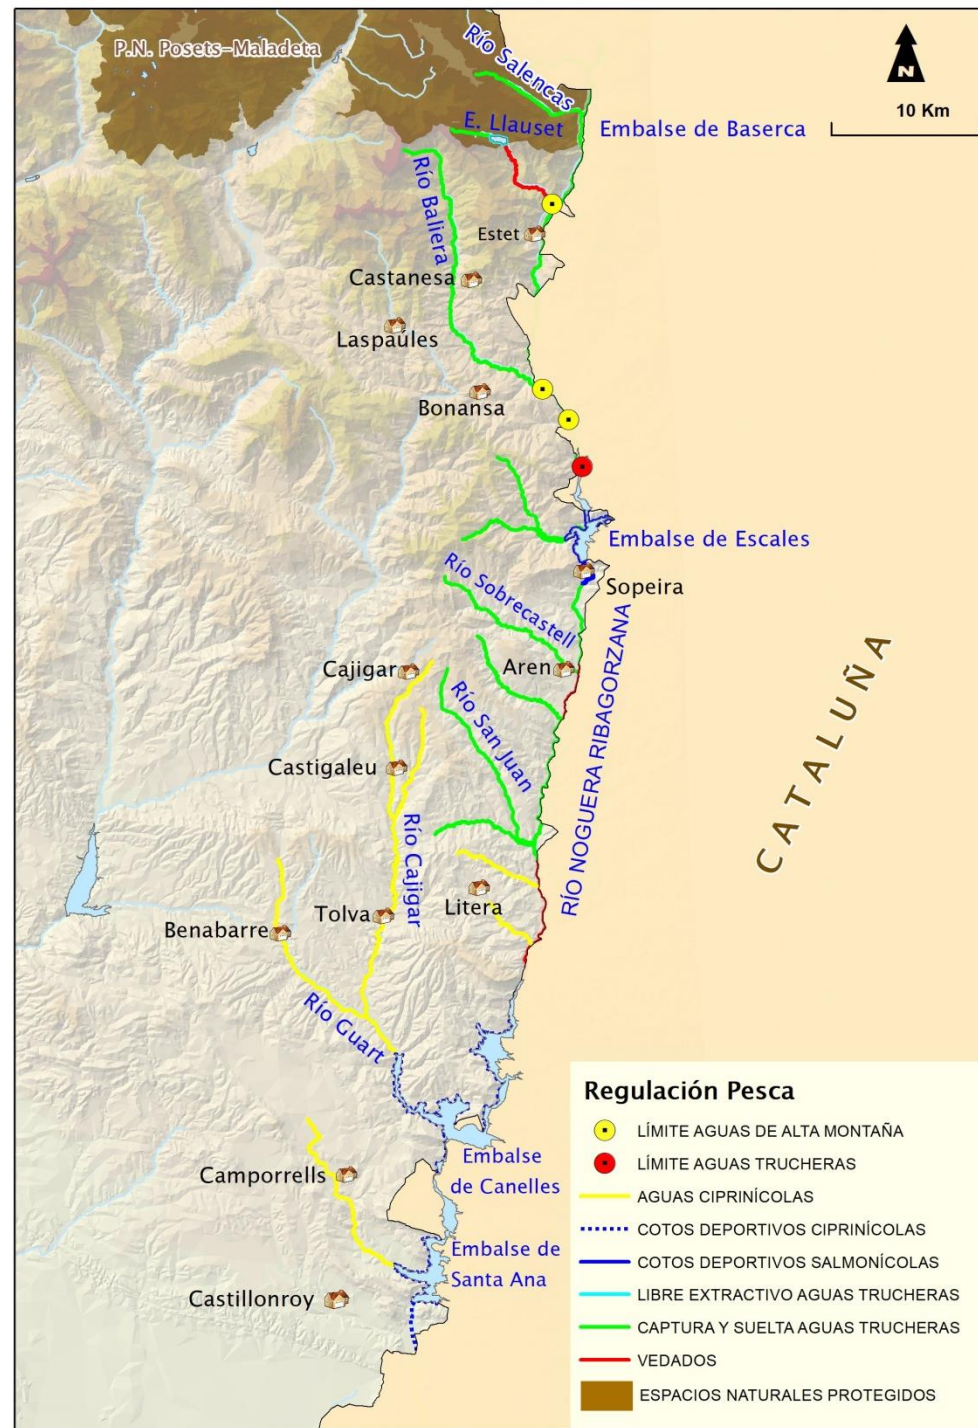 P.N. Posets-Maladeta
Río Salencas
N
10 Km
E. Llauset
Embalse de Baserca
Río Baliera
Estet
Castanesa
Laspaúles
Bonansa
Embalse de Escales
Sopeira
Río Sobrecastell
Cajigar
Aren
RÍO NOGUERA RIBAGORZANA
CATALUÑA
Río San Juan
Castigaleu
Río Cajigar
Litera
Tolva
Benabarre
Río Guart
Camporrells
Embalse
de Canelles
Embalse de
Santa Ana
Castillonroy
Regulación Pesca
LÍMITE AGUAS DE ALTA MONTAÑA
LÍMITE AGUAS TRUCHERAS
AGUAS CIPRINÍCOLAS
COTOS DEPORTIVOS CIPRINÍCOLAS
COTOS DEPORTIVOS SALMONÍCOLAS
LIBRE EXTRACTIVO AGUAS TRUCHERAS
CAPTURA Y SUELTA AGUAS TRUCHERAS
VEDADOS
ESPACIOS NATURALES PROTEGIDOS